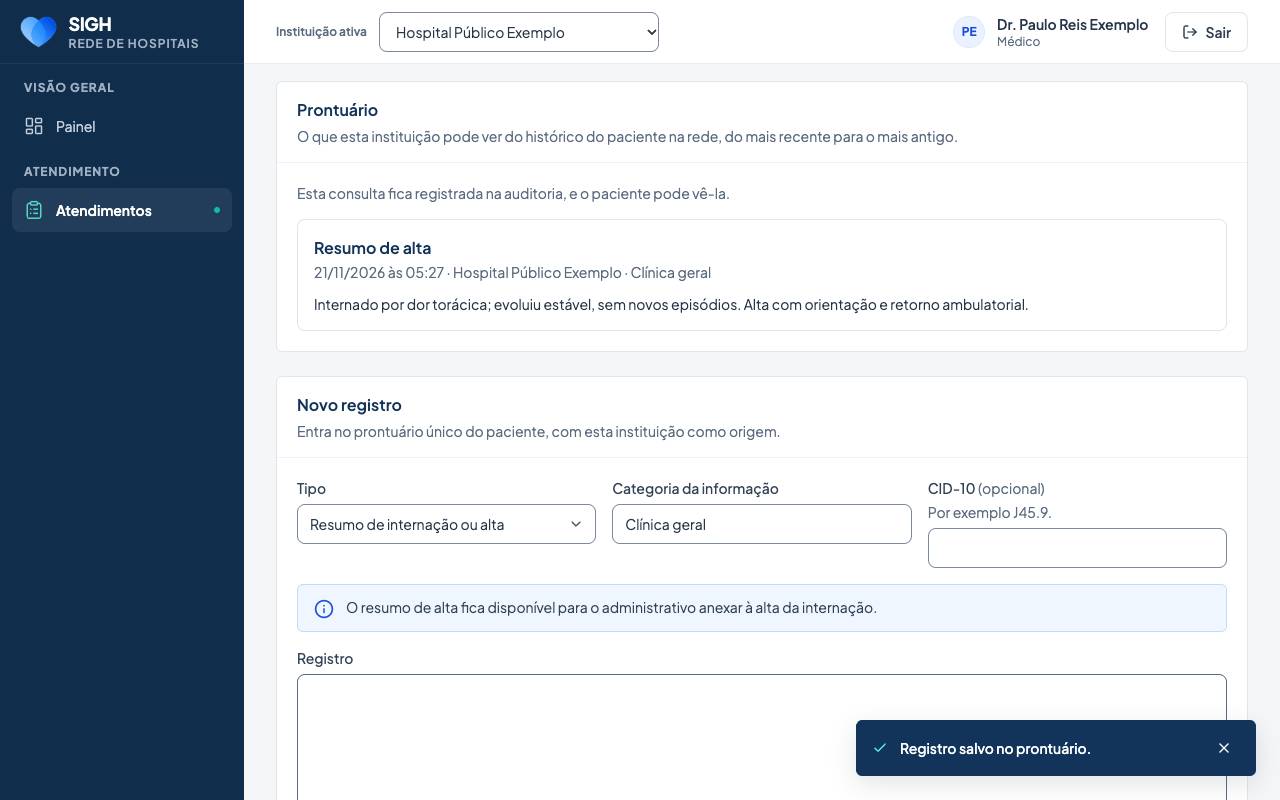 SIGH
REDE DE HOSPITAIS
VISÃO GERAL
Painel
ATENDIMENTO
Atendimentos
Instituição ativa
Hospital Público Exemplo
PE
Dr. Paulo Reis Exemplo
Médico
Sair
Prontuário
O que esta instituição pode ver do histórico do paciente na rede, do mais recente para o mais antigo.
Esta consulta fica registrada na auditoria, e o paciente pode vê-la.
Resumo de alta
21/11/2026 às 05:27 · Hospital Público Exemplo · Clínica geral
Internado por dor torácica; evoluiu estável, sem novos episódios. Alta com orientação e retorno ambulatorial.
Novo registro
Entra no prontuário único do paciente, com esta instituição como origem.
Tipo
Resumo de internação ou alta
Categoria da informação
Clínica geral
CID-10 (opcional)
Por exemplo J45.9.
O resumo de alta fica disponível para o administrativo anexar à alta da internação.
Registro
Registro salvo no prontuário.